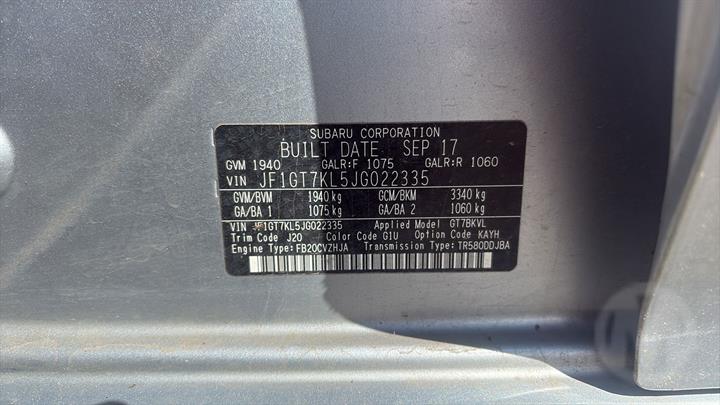 SUBARU CORPORATION
BUILT DATE SEP 17
GVM 1940 GALR:F 1075 GALR:R 1060
VIN JF1GT7KL5JG022335
GVM/BVM 1940 kg GCM/BKM 3340 kg
GA/BA 1 1075 kg GA/BA 2 1060 kg
VIN JF1GT7KL5JG022335 Applied Model GT7BKVL
Trim Code J20 Color Code G1U Option Code KAYH
Engine Type:FB20CVZHJA Transmission Type:TR580DDJBA